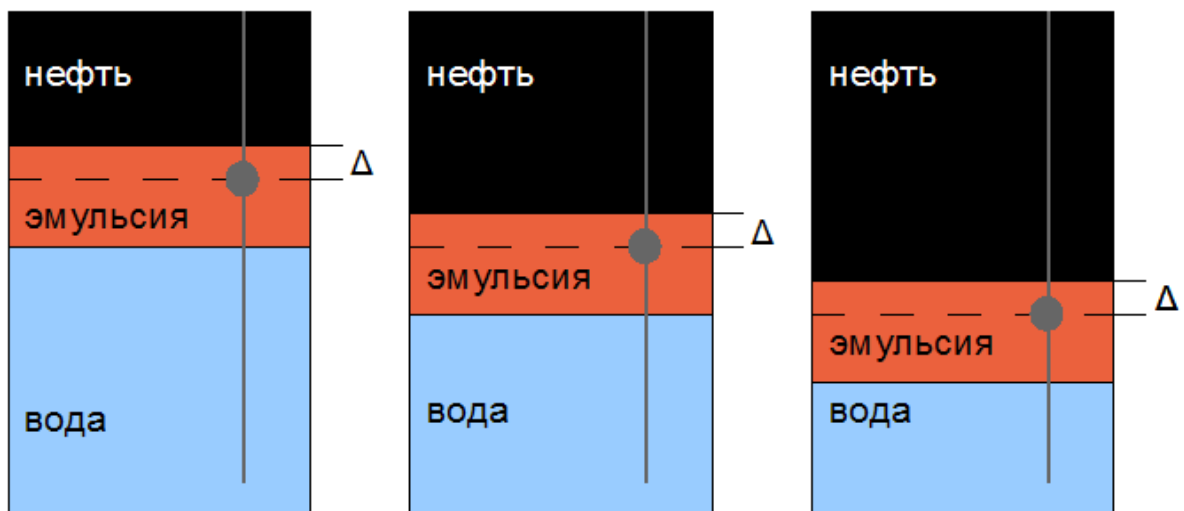 нефть
Δ
эмульсия
вода
нефть
Δ
эмульсия
вода
нефть
Δ
эмульсия
вода